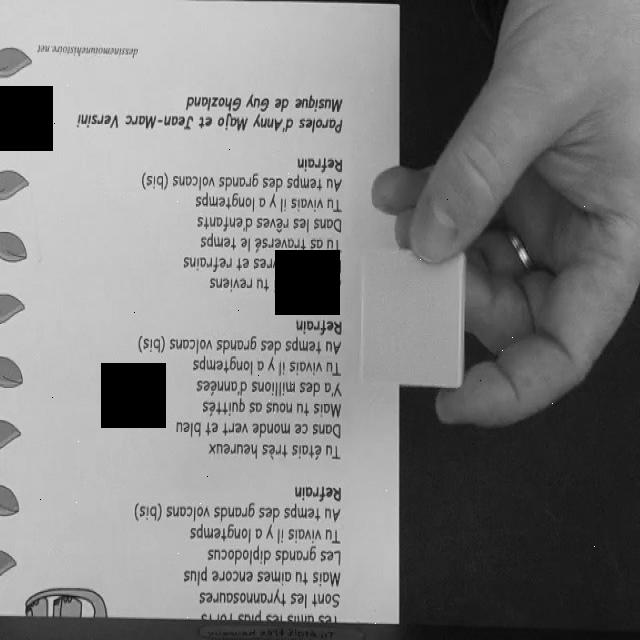 Sont les tyrannosaures
Mais tu aimes encore plus
Les grands diplodocus
Tu vivais il y a longtemps
Au temps des grands volcans (bis)
Refrain
Tu étais très heureux
Dans ce monde vert et bleu
Mais tu nous as quittés
Y'a des millions d'années
Tu vivais il y a longtemps
Au temps des grands volcans (bis)
Refrain
tu reviens
et refrains
Tu as traversé le temps
Dans les rêves d'enfants
Tu vivais il y a longtemps
Au temps des grands volcans (bis)
Refrain
Paroles d'Anny Majo et Jean-Marc Versini
Musique de Guy Ghozland
dessinemoiunehistoire.net